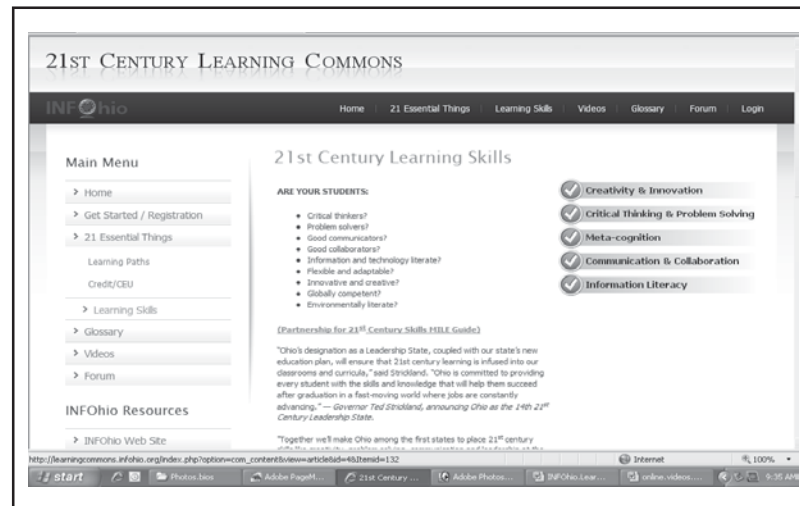 21ST CENTURY LEARNING COMMONS
INFOhio
Home 21 Essential Things Learning Skills Videos Glossary Forum Login
Main Menu
Home
Get Started / Registration
21 Essential Things
Learning Paths
Credit/CEU
Learning Skills
Glossary
Videos
Forum
INFOhio Resources
INFOhio Web Site
21st Century Learning Skills
ARE YOUR STUDENTS:
Critical thinkers?
Problem solvers?
Good communicators?
Good collaborators?
Information and technology literate?
Flexible and adaptable?
Innovative and creative?
Globally competent?
Environmentally literate?
(Partnership for 21st Century Skills MILE Guide)
"Ohio's designation as a Leadership State, coupled with our state's new
education plan, will ensure that 21st century learning is infused into our
classrooms and curricula," said Strickland. "Ohio is committed to providing
every student with the skills and knowledge that will help them succeed
after graduation in a fast-moving world where jobs are constantly
advancing." — Governor Ted Strickland, announcing Ohio as the 14th 21st
Century Leadership State.
"Together we'll make Ohio among the first states to place 21st century
Creativity & Innovation
Critical Thinking & Problem Solving
Meta-cognition
Communication & Collaboration
Information Literacy
http://learningcommons.infohio.org/index.php?option=com_content&view=article&id=48&Itemid=132 Internet 100%
start Photos.bios Adobe PageM... 21st Century ... Adobe Photos... INFOhio.Lear... online.videos.... 9:35 AM